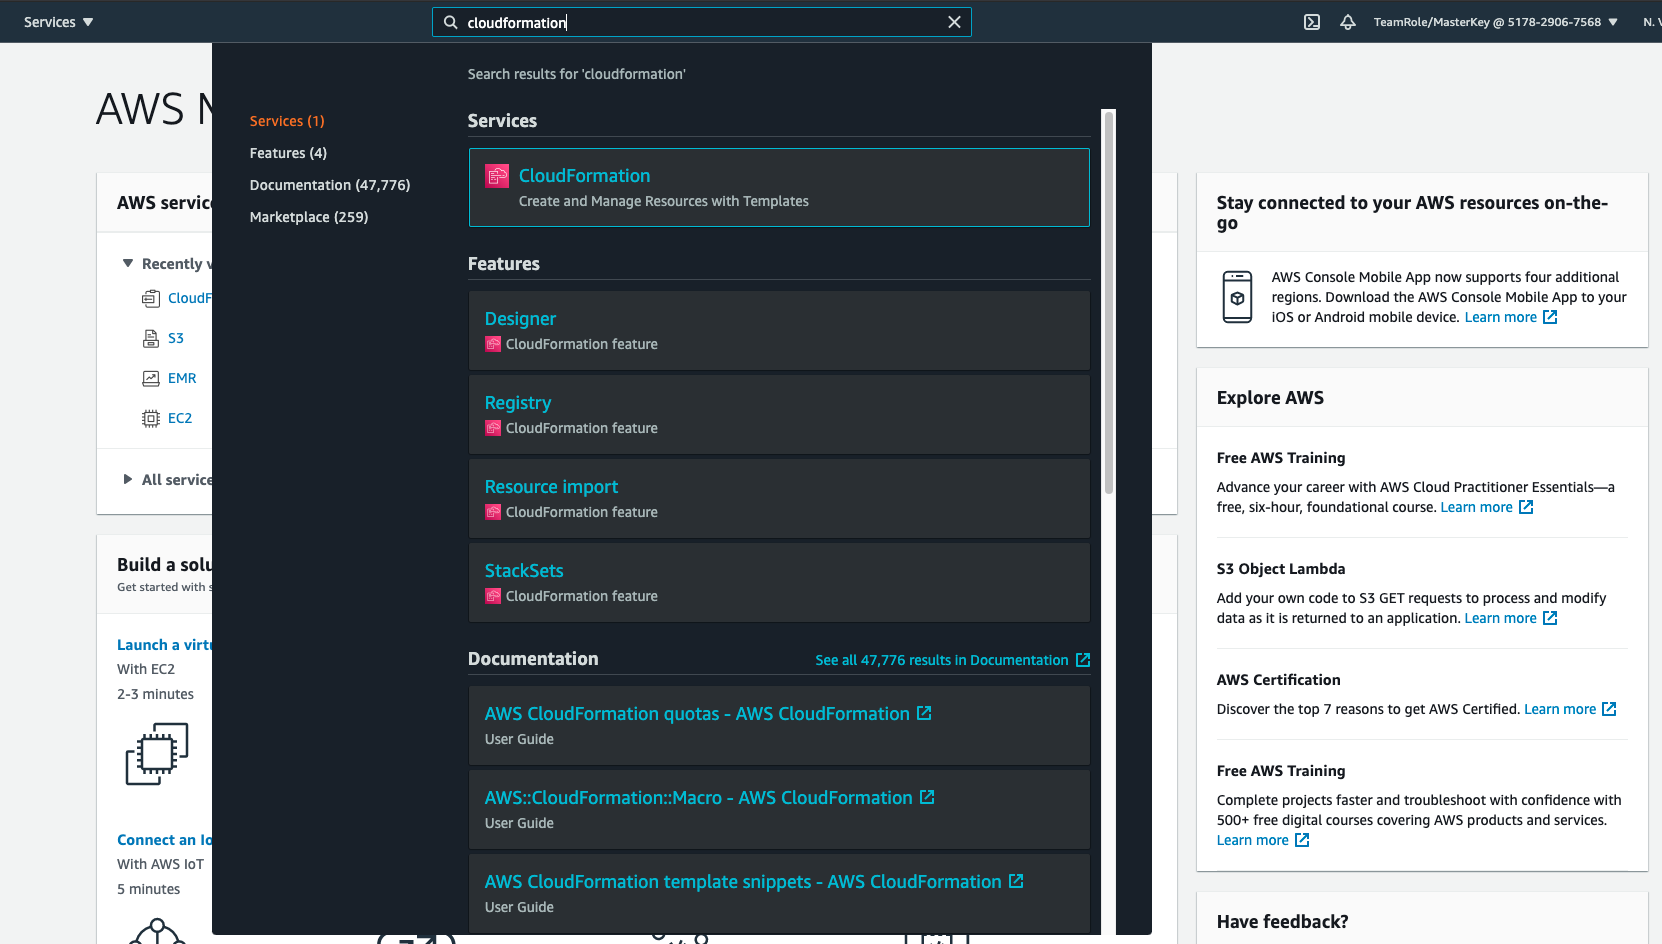 Services
cloudformation
TeamRole/MasterKey @ 5178-2906-7568
N. V
AWS M
Search results for 'cloudformation'
Services (1)
Features (4)
Documentation (47,776)
Marketplace (259)
Services
CloudFormation
Create and Manage Resources with Templates
Features
Designer
CloudFormation feature
Registry
CloudFormation feature
Resource import
CloudFormation feature
StackSets
CloudFormation feature
Documentation
See all 47,776 results in Documentation
AWS CloudFormation quotas - AWS CloudFormation
User Guide
AWS::CloudFormation::Macro - AWS CloudFormation
User Guide
AWS CloudFormation template snippets - AWS CloudFormation
User Guide
AWS service
Recently v
CloudF
S3
EMR
EC2
All service
Build a solu
Get started with s
Launch a virtu
With EC2
2-3 minutes
Connect an Io
With AWS IoT
5 minutes
Stay connected to your AWS resources on-the-
go
AWS Console Mobile App now supports four additional
regions. Download the AWS Console Mobile App to your
iOS or Android mobile device. Learn more
Explore AWS
Free AWS Training
Advance your career with AWS Cloud Practitioner Essentials—a
free, six-hour, foundational course. Learn more
S3 Object Lambda
Add your own code to S3 GET requests to process and modify
data as it is returned to an application. Learn more
AWS Certification
Discover the top 7 reasons to get AWS Certified. Learn more
Free AWS Training
Complete projects faster and troubleshoot with confidence with
500+ free digital courses covering AWS products and services.
Learn more
Have feedback?